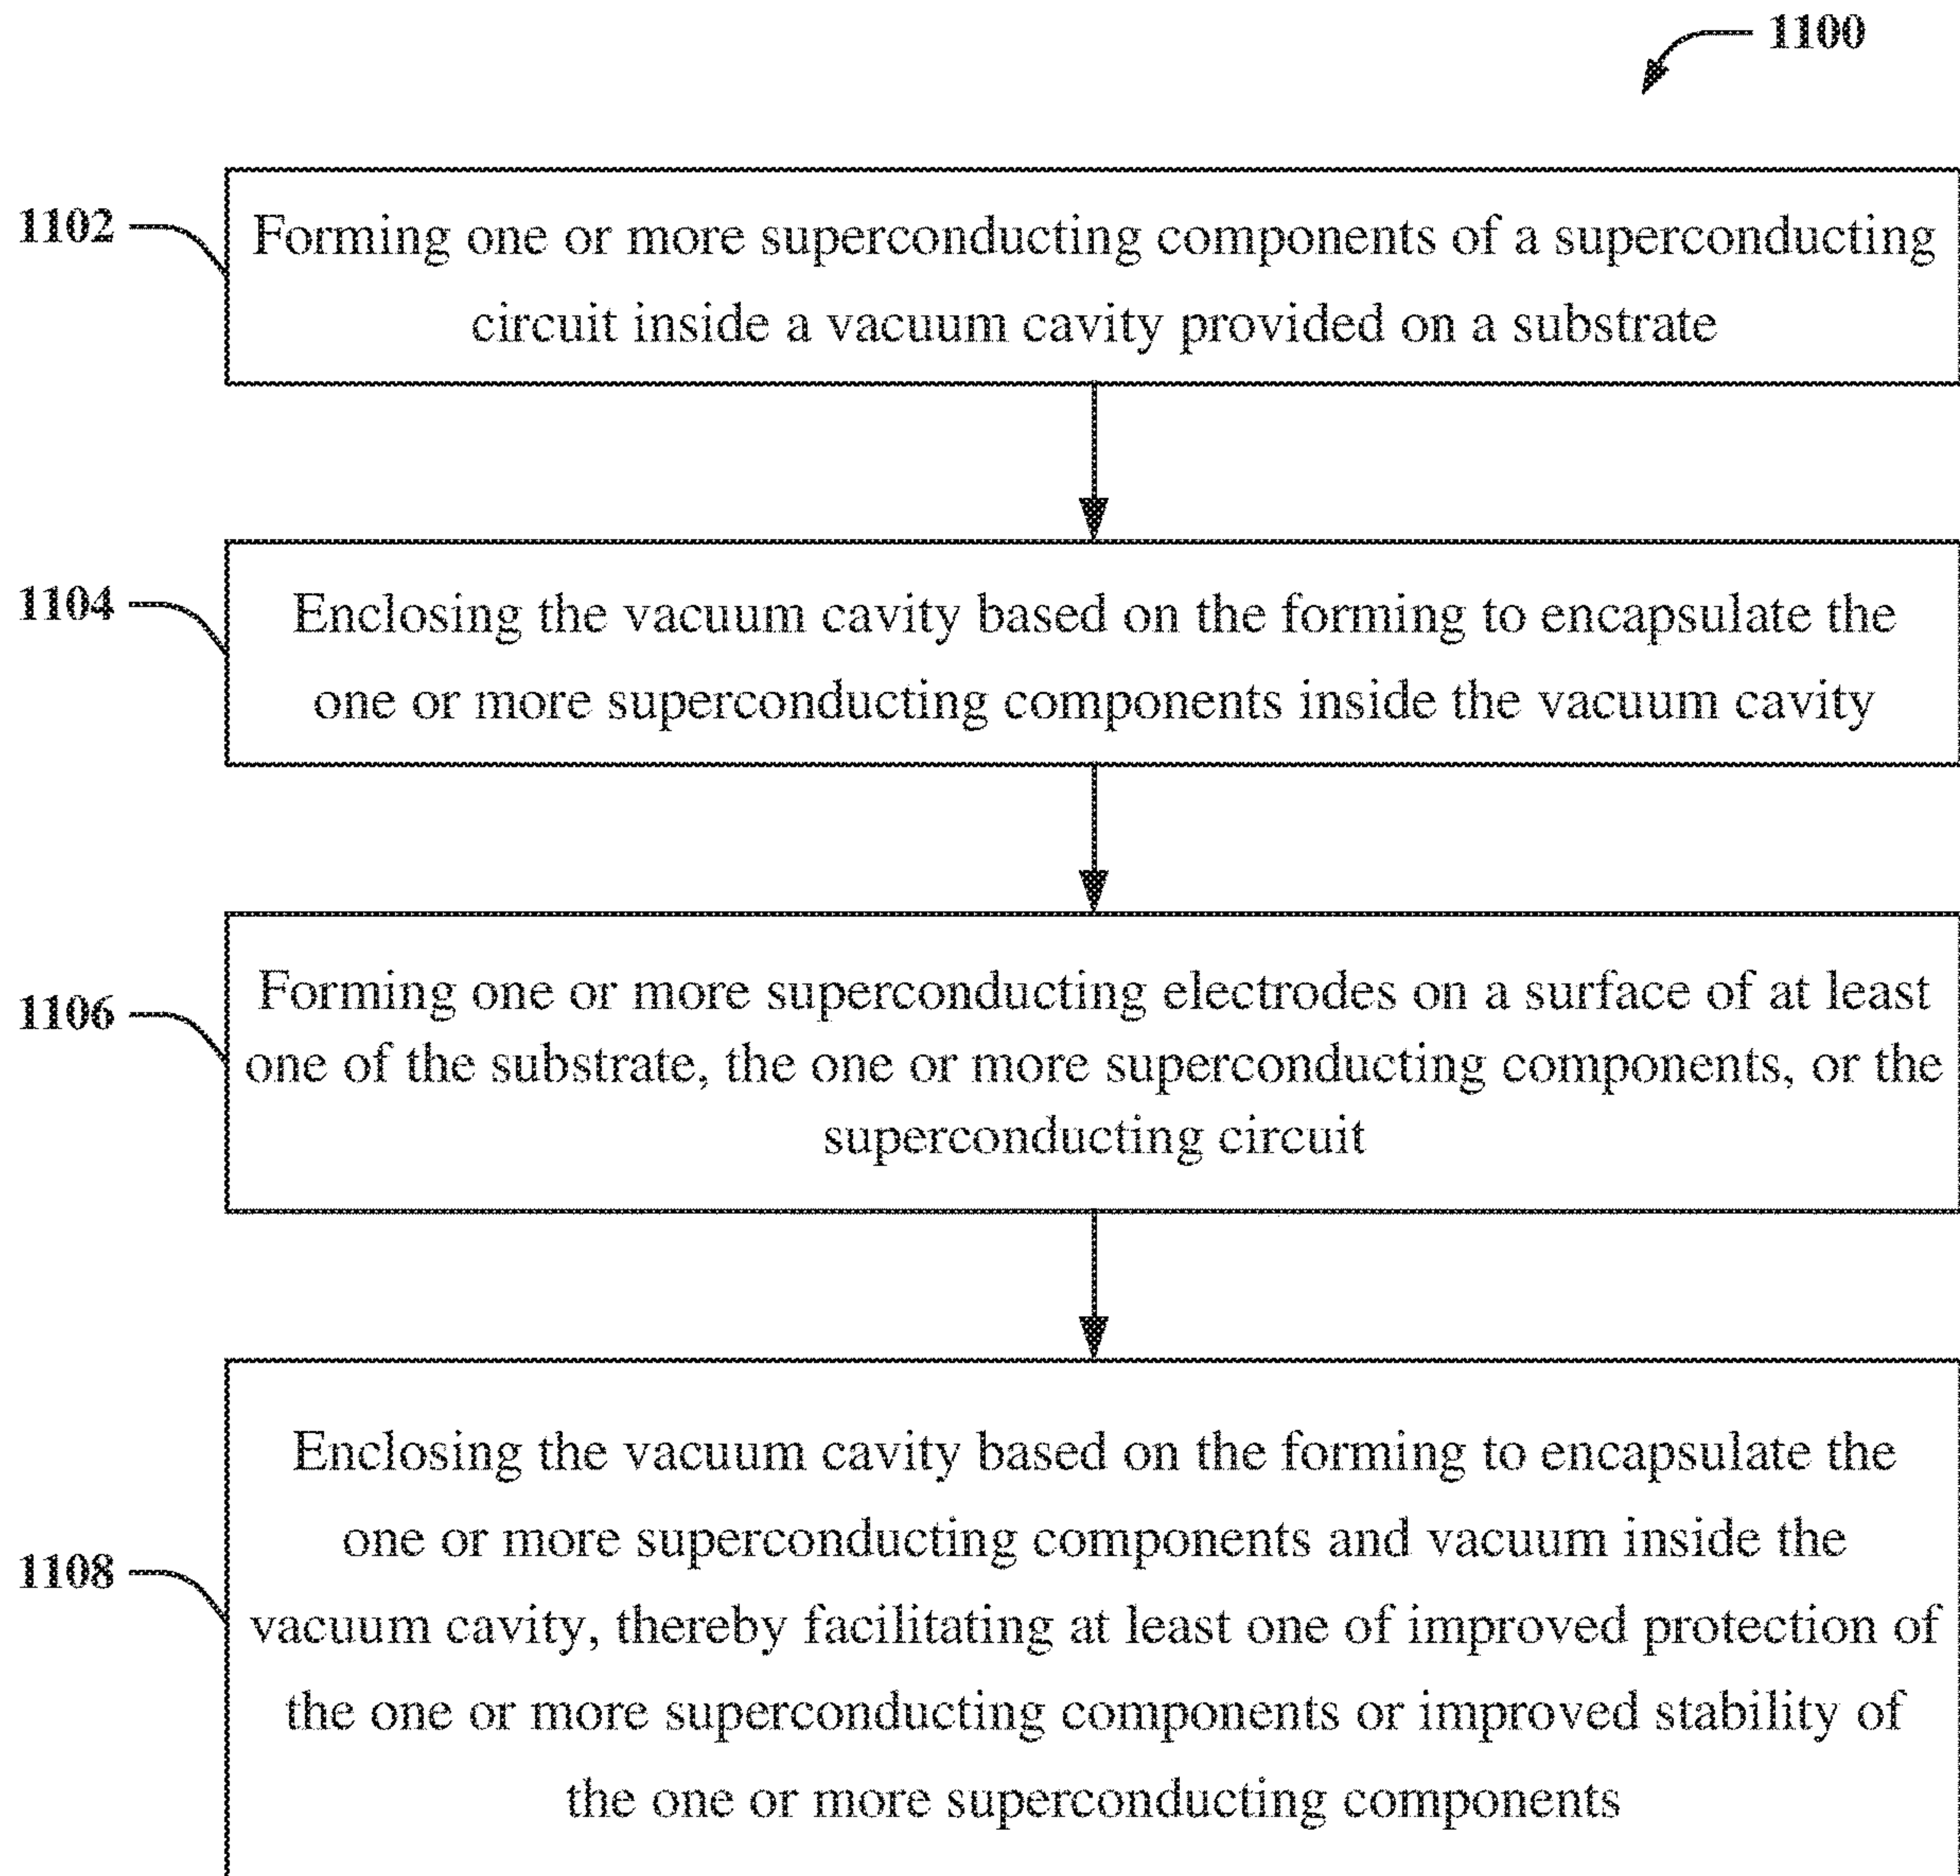 1100
1102
Forming one or more superconducting components of a superconducting
circuit inside a vacuum cavity provided on a substrate
1104
Enclosing the vacuum cavity based on the forming to encapsulate the
one or more superconducting components inside the vacuum cavity
1106
Forming one or more superconducting electrodes on a surface of at least
one of the substrate, the one or more superconducting components, or the
superconducting circuit
1108
Enclosing the vacuum cavity based on the forming to encapsulate the
one or more superconducting components and vacuum inside the
vacuum cavity, thereby facilitating at least one of improved protection of
the one or more superconducting components or improved stability of
the one or more superconducting components